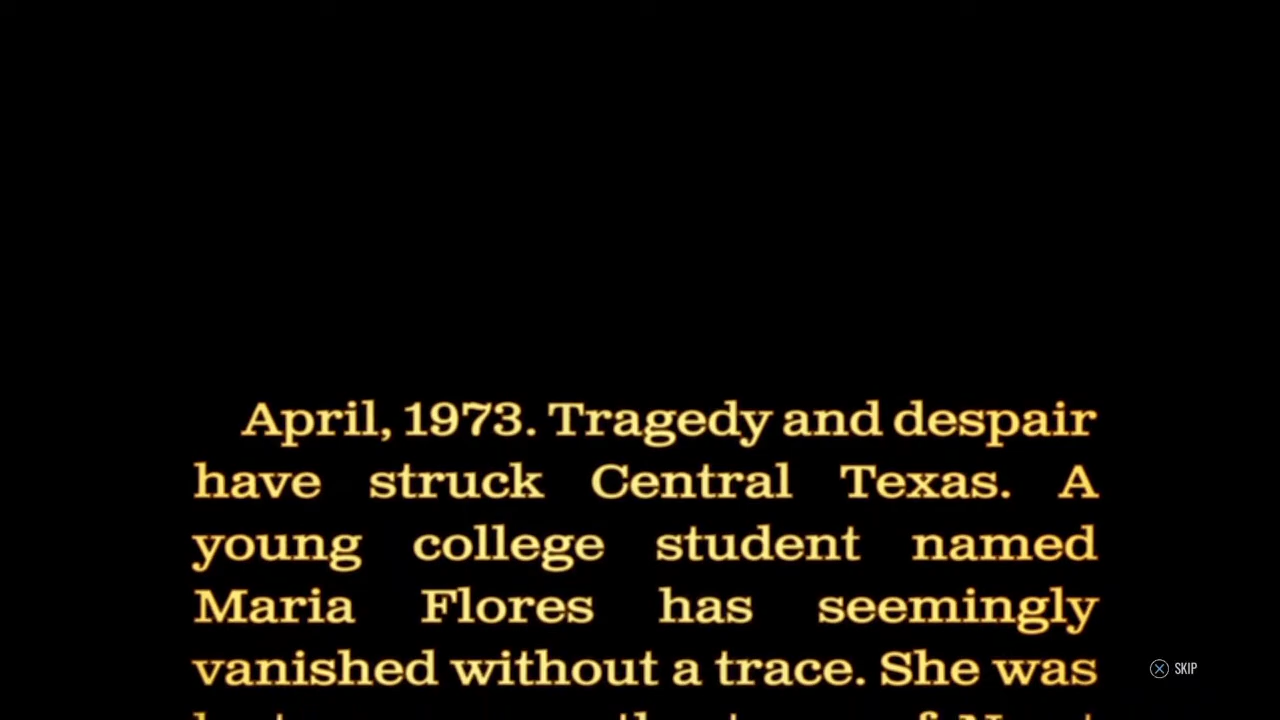 April, 1973. Tragedy and despair
have struck Central Texas. A
young college student named
Maria Flores has seemingly
vanished without a trace. She was
SKIP